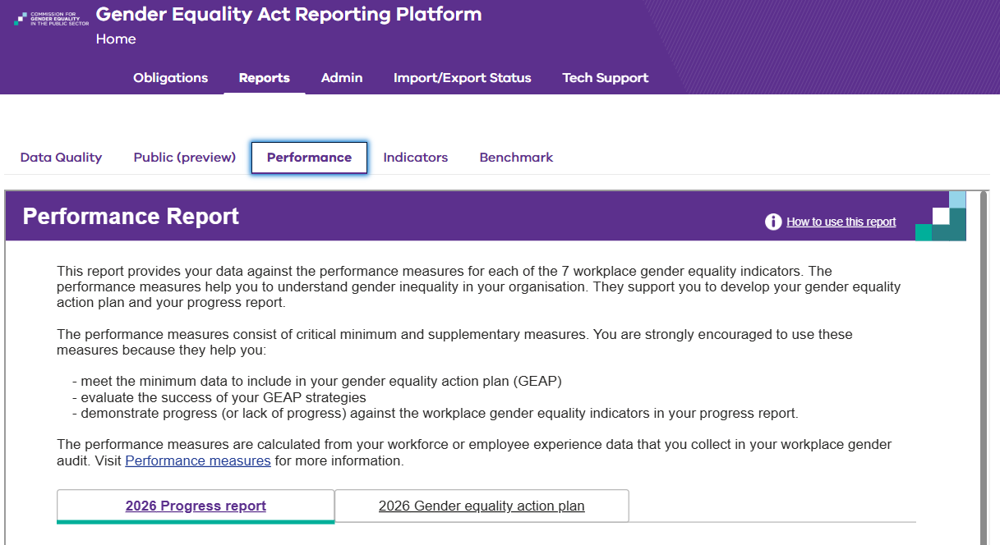 COMMISSION FOR
GENDER EQUALITY
IN THE PUBLIC SECTOR
Gender Equality Act Reporting Platform
Home
Obligations Reports Admin Import/Export Status Tech Support
Data Quality Public (preview) Performance Indicators Benchmark
Performance Report
How to use this report
This report provides your data against the performance measures for each of the 7 workplace gender equality indicators. The
performance measures help you to understand gender inequality in your organisation. They support you to develop your gender equality
action plan and your progress report.
The performance measures consist of critical minimum and supplementary measures. You are strongly encouraged to use these
measures because they help you:
- meet the minimum data to include in your gender equality action plan (GEAP)
- evaluate the success of your GEAP strategies
- demonstrate progress (or lack of progress) against the workplace gender equality indicators in your progress report.
The performance measures are calculated from your workforce or employee experience data that you collect in your workplace gender
audit. Visit Performance measures for more information.
2026 Progress report 2026 Gender equality action plan